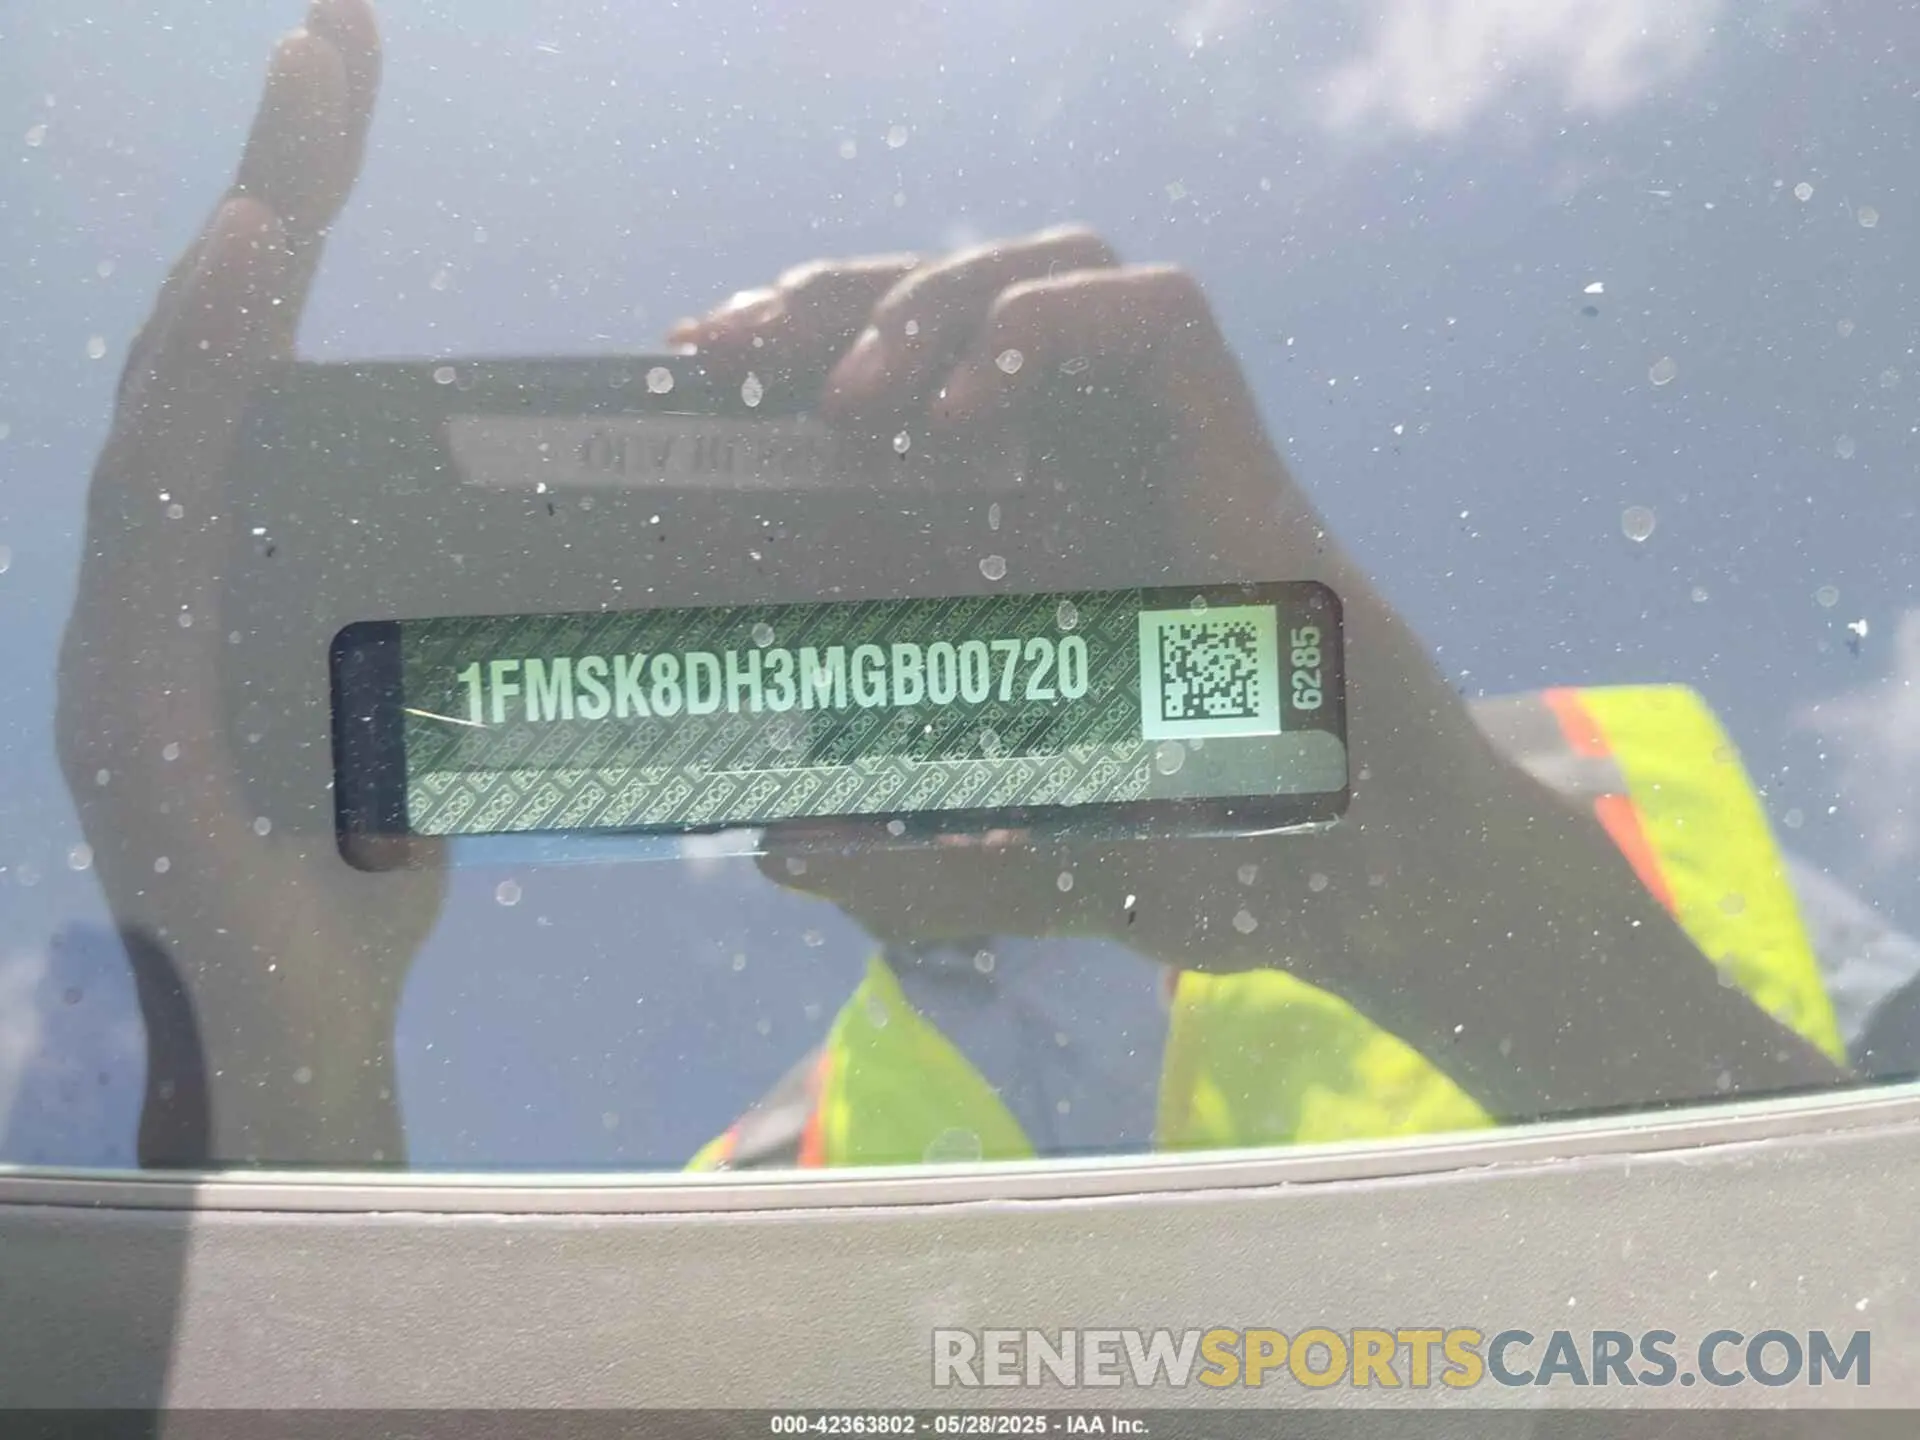 1FMSK8DH3MGB00720
6285
RENEWSPORTSCARS.COM
000-42363802 - 05/28/2025 - IAA Inc.